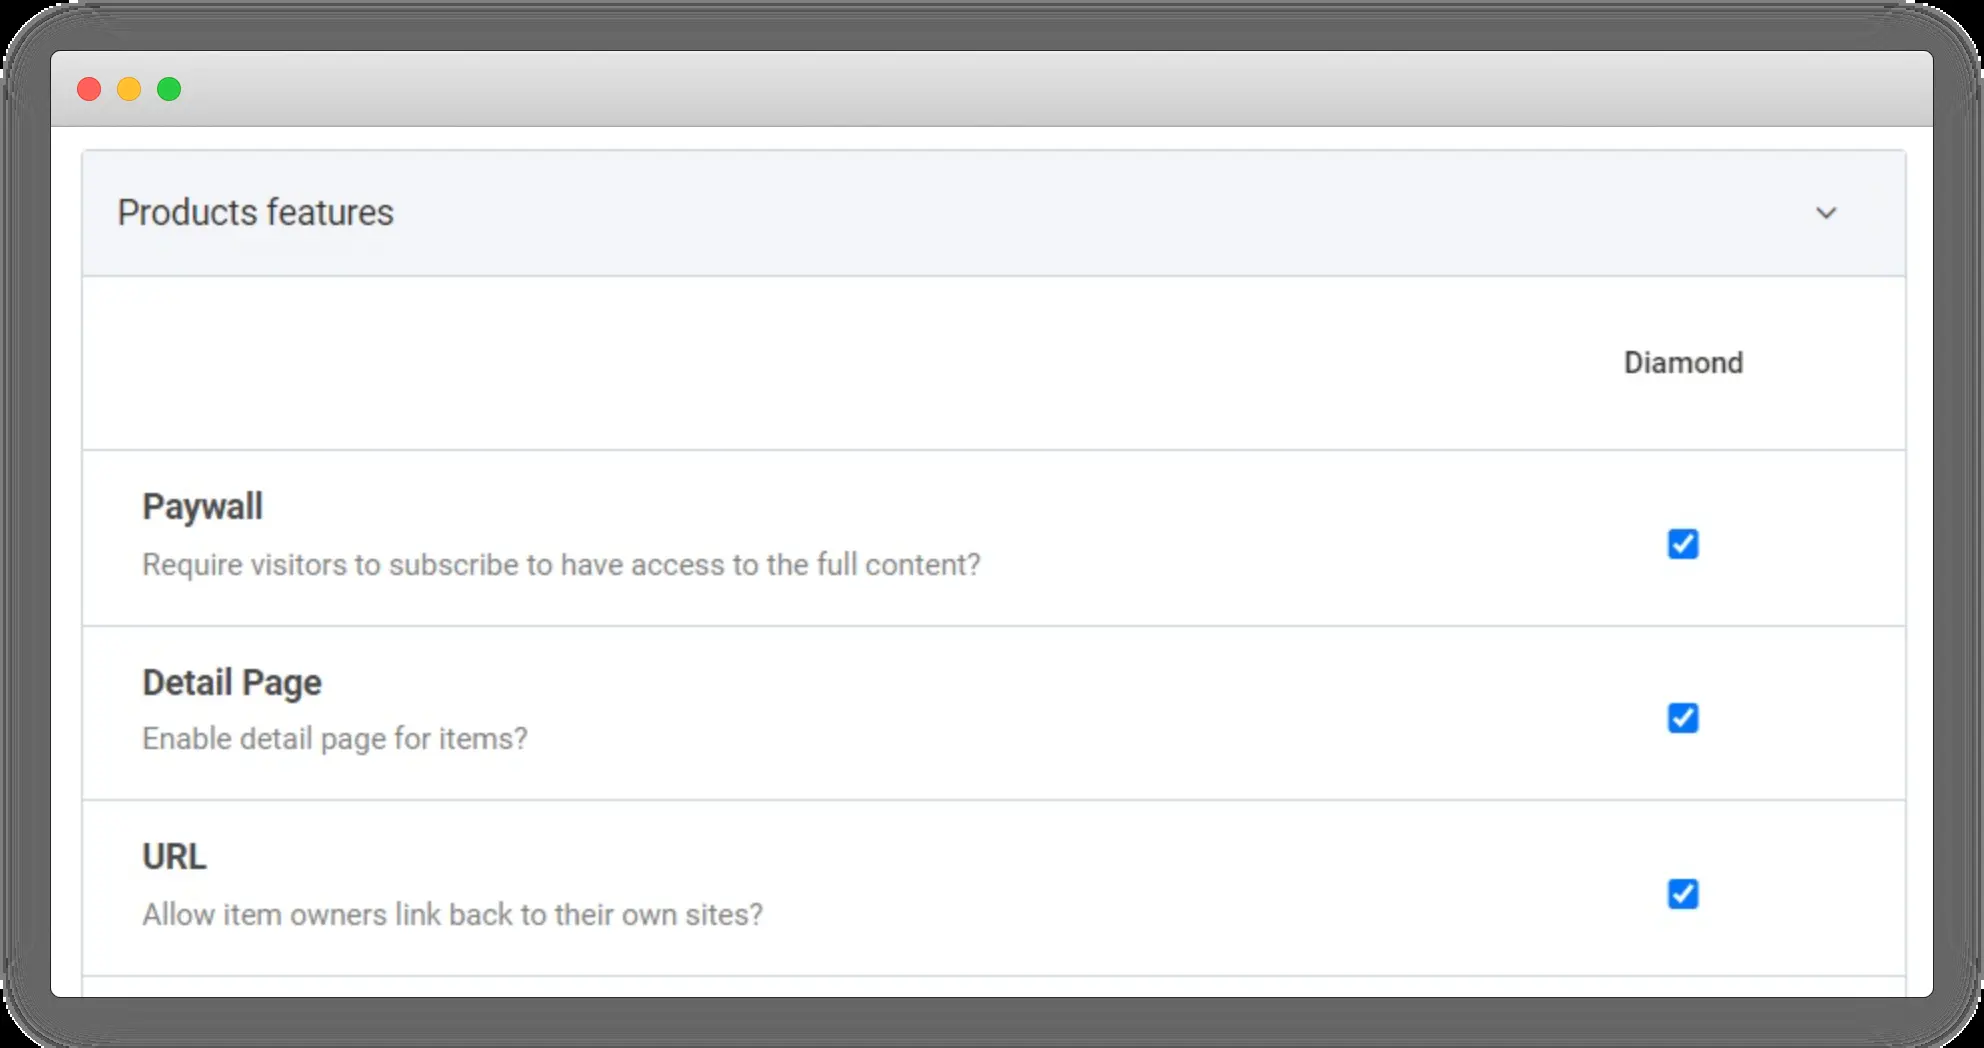 Products features
Diamond
Paywall
Require visitors to subscribe to have access to the full content?
Detail Page
Enable detail page for items?
URL
Allow item owners link back to their own sites?